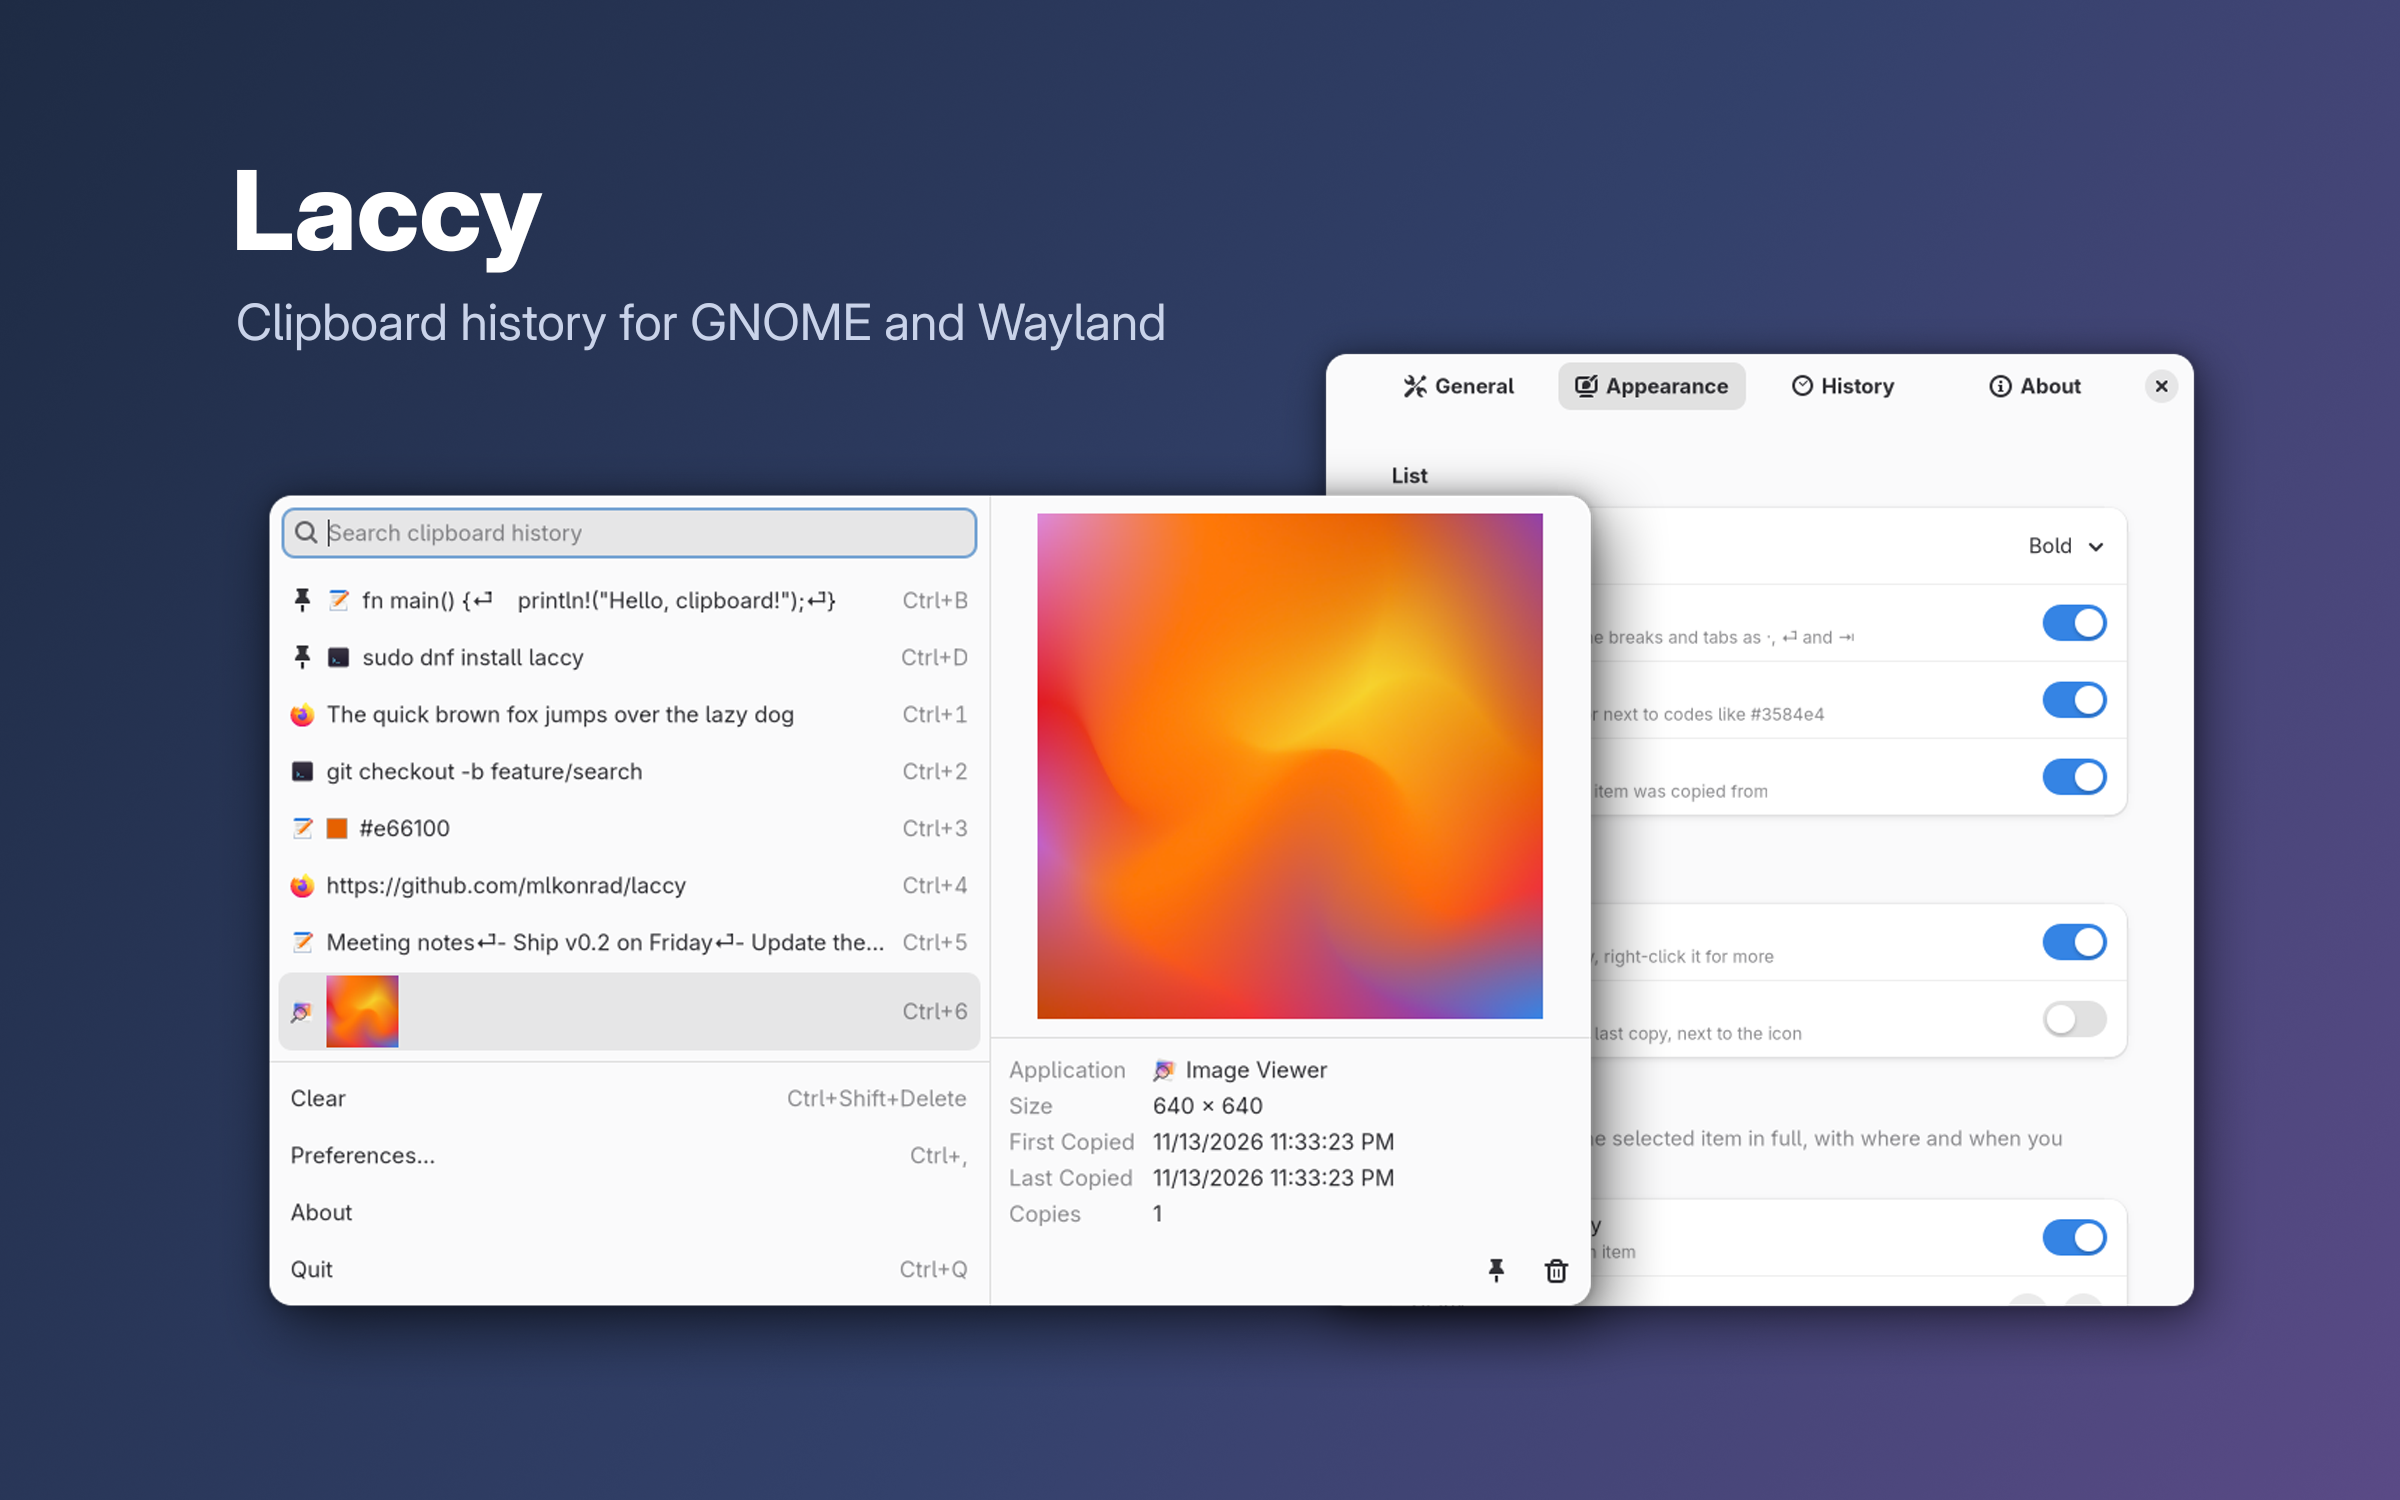 Laccy
Clipboard history for GNOME and Wayland
General
Appearance
History
About
List
Bold
breaks and tabs as ·, ⏎ and ⇥
next to codes like #3584e4
item was copied from
right-click it for more
last copy, next to the icon
selected item in full, with where and when you
item
Search clipboard history
fn main() {⏎    println!("Hello, clipboard!");⏎} Ctrl+B
sudo dnf install laccy Ctrl+D
The quick brown fox jumps over the lazy dog Ctrl+1
git checkout -b feature/search Ctrl+2
#e66100 Ctrl+3
https://github.com/mlkonrad/laccy Ctrl+4
Meeting notes⏎- Ship v0.2 on Friday⏎- Update the... Ctrl+5
Ctrl+6
Clear Ctrl+Shift+Delete
Preferences... Ctrl+,
About
Quit Ctrl+Q
Application Image Viewer
Size 640 × 640
First Copied 11/13/2026 11:33:23 PM
Last Copied 11/13/2026 11:33:23 PM
Copies 1